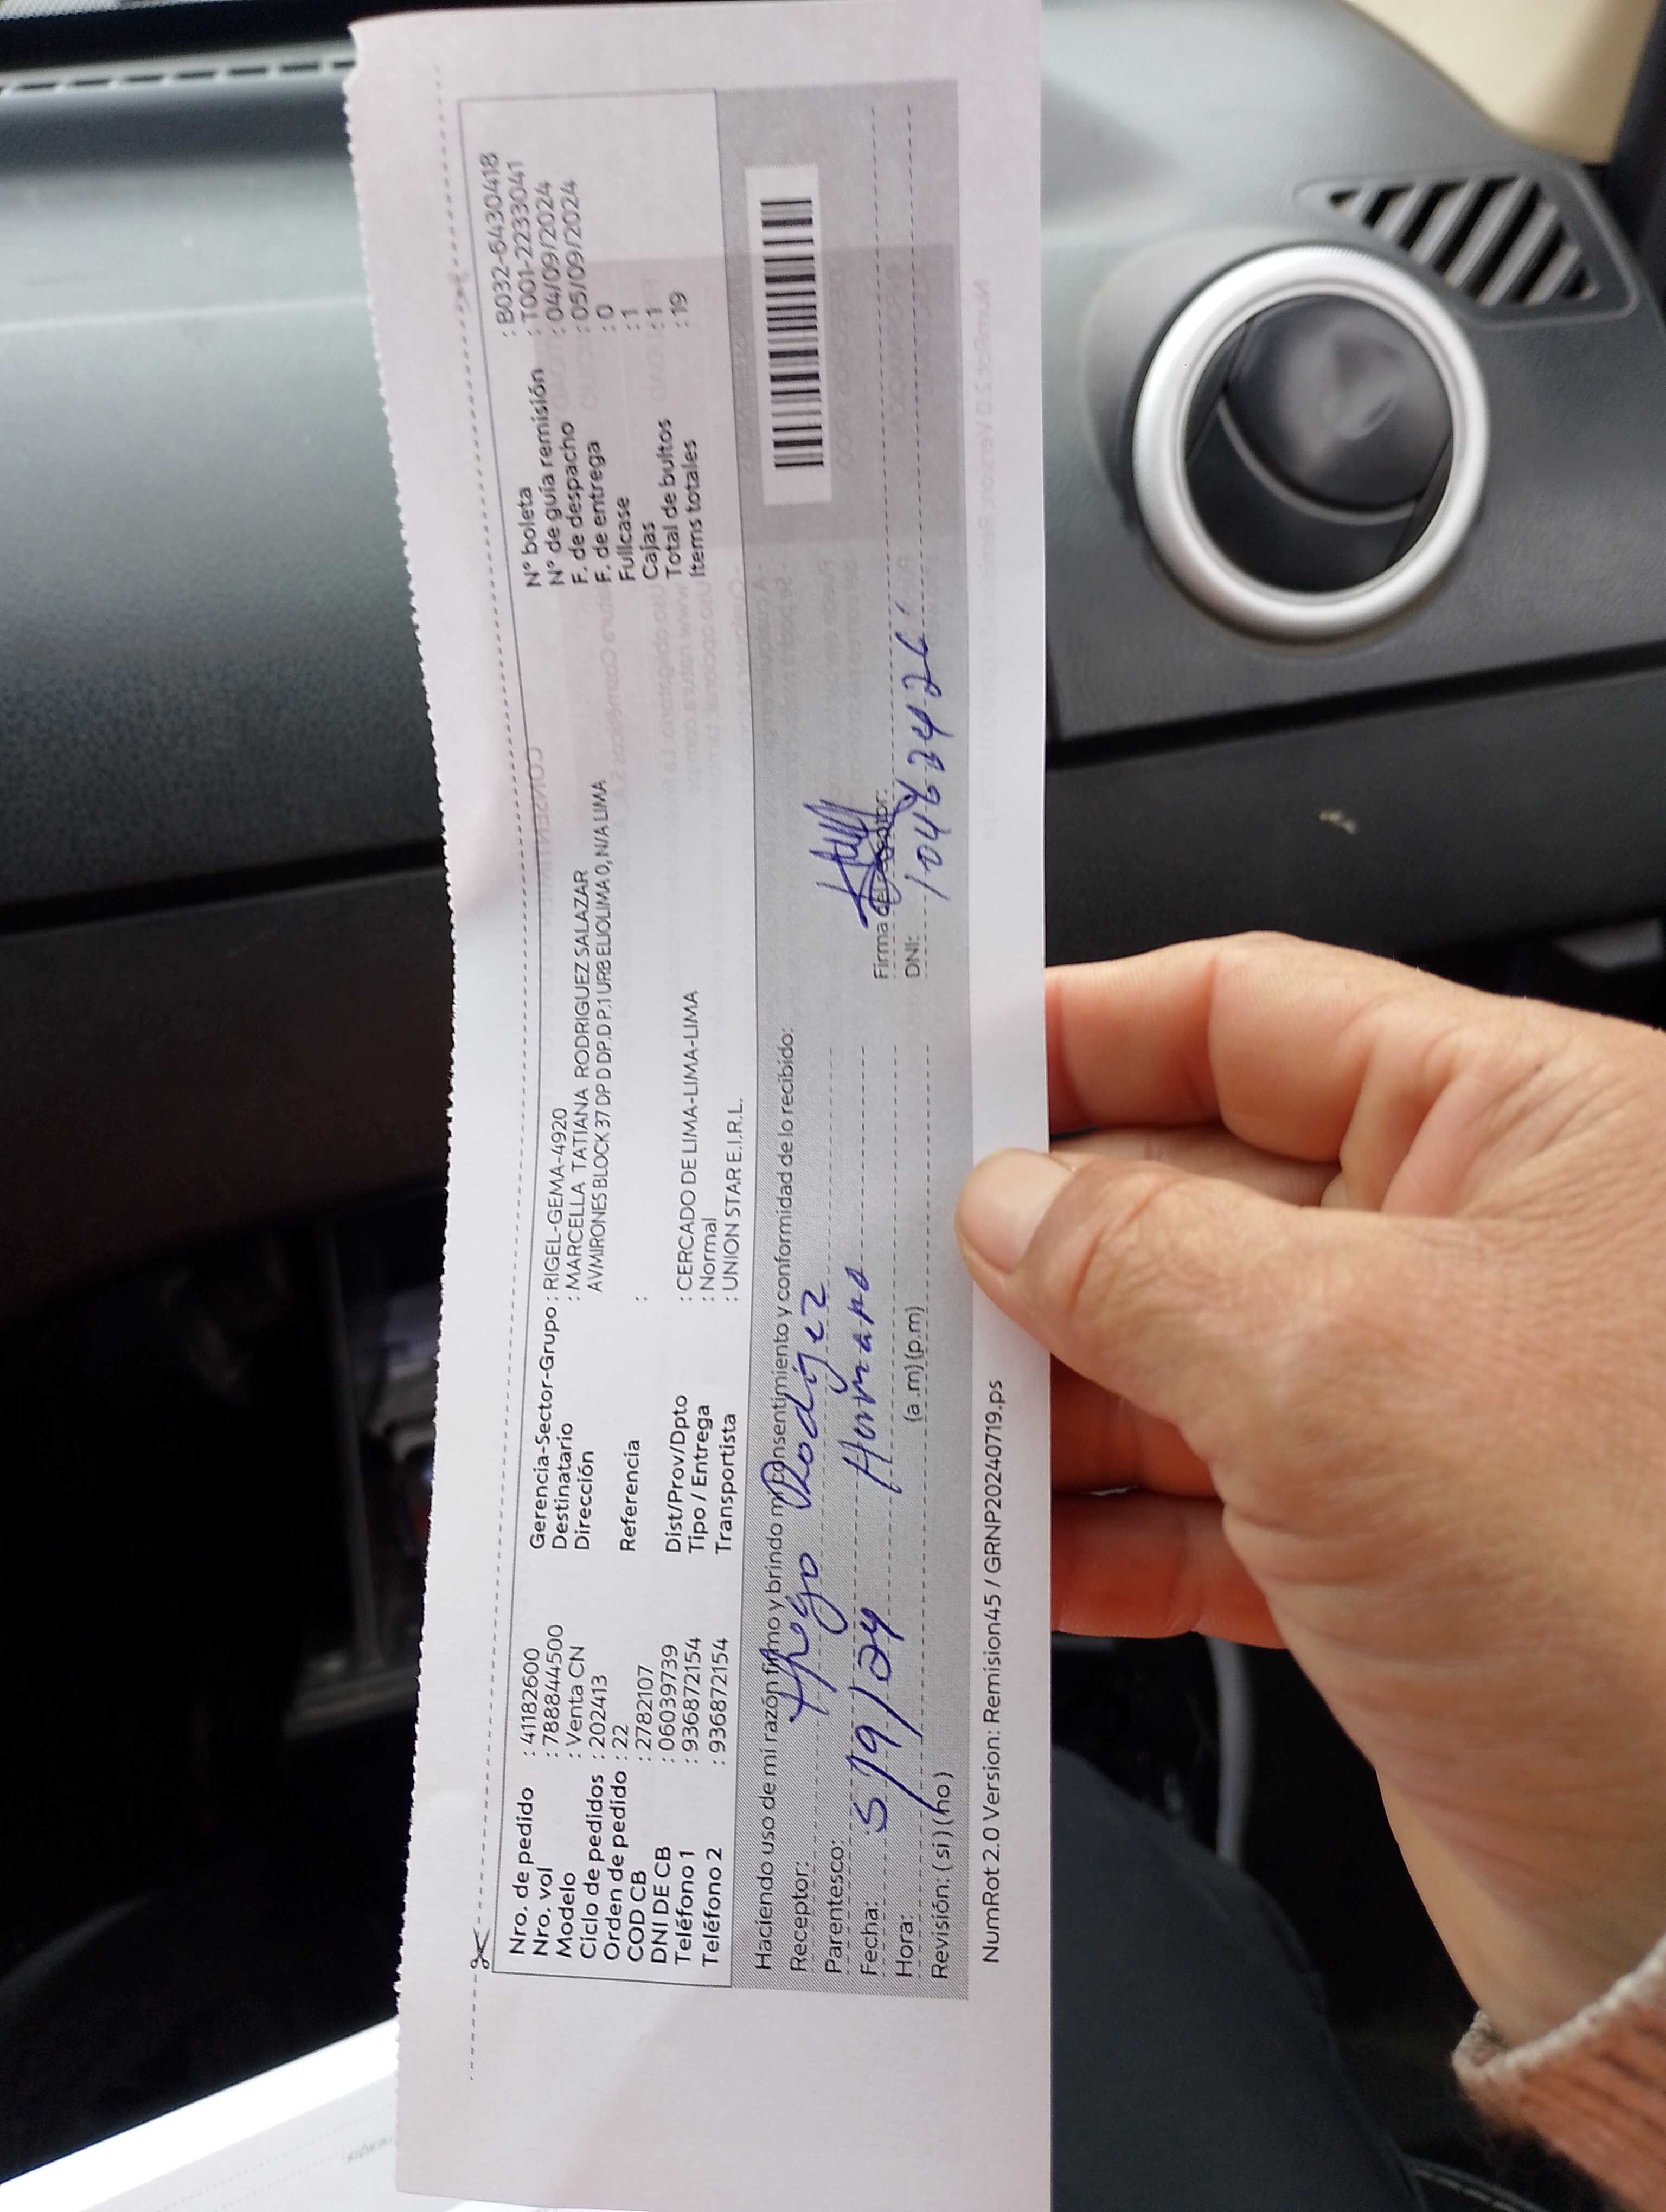 Nro. de pedido : 41182600
Nro. vol : 7888844500
Modelo : Venta CN
Ciclo de pedidos : 202413
Orden de pedido : 22
COD CB : 2782107
DNI DE CB : 06039739
Teléfono 1 : 936872154
Teléfono 2 : 936872154
Gerencia-Sector-Grupo : RIGEL-GEMA-4920
Destinatario : MARCELLA TATIANA RODRIGUEZ SALAZAR
Dirección AVMIRONES BLOCK 37 DP D DP.D P.1 URB ELIOLIMA 0, N/A LIMA
Referencia :
Dist/Prov/Dpto : CERCADO DE LIMA-LIMA-LIMA
Tipo / Entrega : Normal
Transportista : UNION STAR E.I.R.L.
N° boleta : B032-6430418
N° de guía remisión : T001-2233041
F. de despacho : 04/09/2024
F. de entrega : 05/09/2024
Fullcase : 0
Cajas : 1
Total de bultos : 1
Items totales : 19
Haciendo uso de mi razón firmo y brindo mi consentimiento y conformidad de lo recibido:
Receptor:
Parentesco: Hermano
Fecha: 5/9/24
Hora: (a.m) (p.m)
Revisión: (si) (no)
Firma del receptor:
DNI:
NumRot 2.0 Version: Remision45 / GRNP20240719.ps